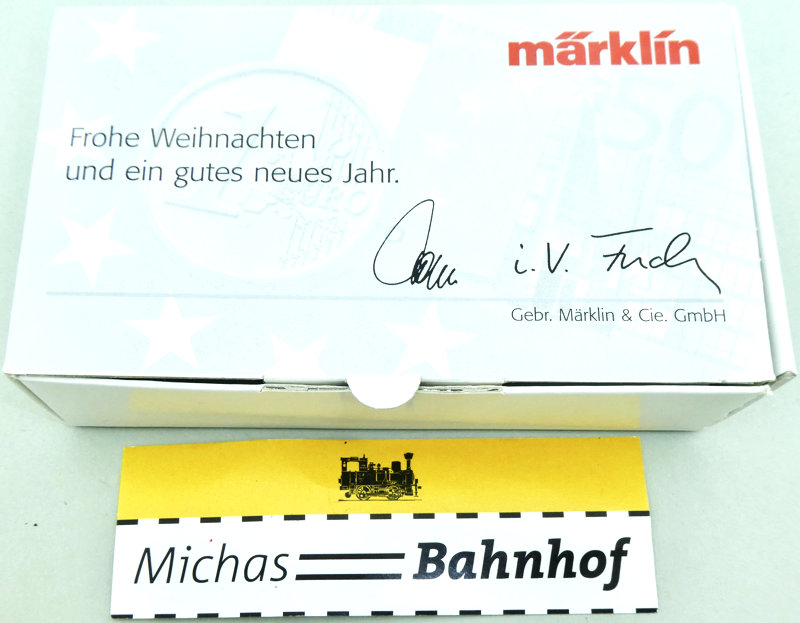 märklin
Frohe Weihnachten
und ein gutes neues Jahr.
i.V.
Gebr. Märklin & Cie. GmbH
Michas Bahnhof